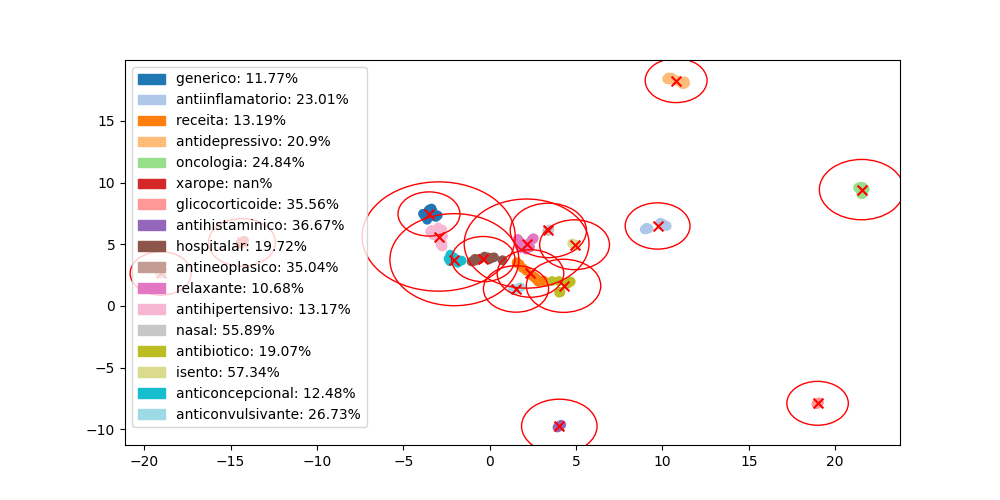 generico: 11.77%
antiinflamatorio: 23.01%
receita: 13.19%
antidepressivo: 20.9%
oncologia: 24.84%
xarope: nan%
glicocorticoide: 35.56%
antihistaminico: 36.67%
hospitalar: 19.72%
antineoplasico: 35.04%
relaxante: 10.68%
antihipertensivo: 13.17%
nasal: 55.89%
antibiotico: 19.07%
isento: 57.34%
anticoncepcional: 12.48%
anticonvulsivante: 26.73%
15
10
5
0
−5
−10
−20 −15 −10 −5 0 5 10 15 20